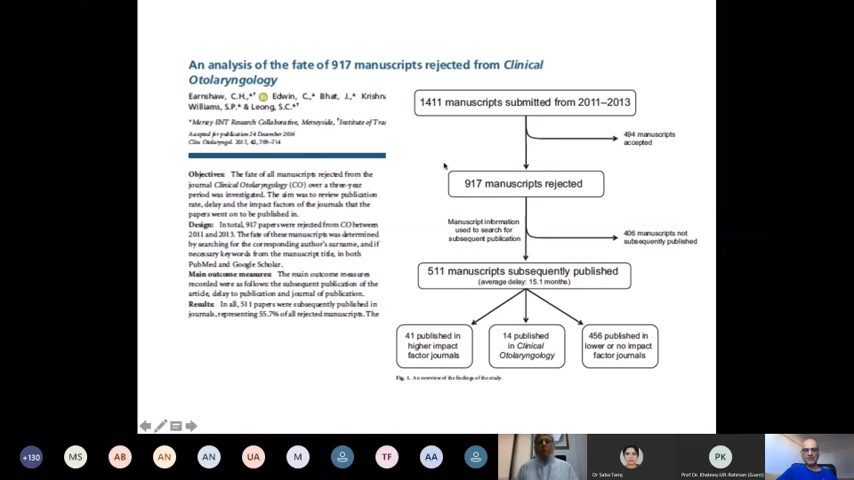 An analysis of the fate of 917 manuscripts rejected from Clinical
Otolaryngology
Earnshaw, C.H.,*† Edwin, C.,* Bhat, J.,* Krishn
Williams, S.P.* & Leong, S.C.*†
*Mersey ENT Research Collaborative, Merseyside, †Institute of Tra
Accepted for publication 24 December 2016
Clin. Otolaryngol. 2017, 42, 709–714
Objectives: The fate of all manuscripts rejected from the
journal Clinical Otolaryngology (CO) over a three-year
period was investigated. The aim was to review publication
rate, delay and the impact factors of the journals that the
papers went on to be published in.
Design: In total, 917 papers were rejected from CO between
2011 and 2013. The fate of these manuscripts was determined
by searching for the corresponding author's surname, and if
necessary keywords from the manuscript title, in both
PubMed and Google Scholar.
Main outcome measures: The main outcome measures
recorded were as follows: the subsequent publication of the
article, delay to publication and journal of publication.
Results: In all, 511 papers were subsequently published in
journals, representing 55.7% of all rejected manuscripts. The
1411 manuscripts submitted from 2011–2013
494 manuscripts
accepted
917 manuscripts rejected
Manuscript information
used to search for
subsequent publication
406 manuscripts not
subsequently published
511 manuscripts subsequently published
(average delay: 15.1 months)
41 published in
higher impact
factor journals
14 published
in Clinical
Otolaryngology
456 published in
lower or no impact
factor journals
Fig. 1. An overview of the findings of the study.
+130
MS
AB
AN
AN
UA
M
TF
AA
Dr Saba Tariq
PK
Prof Dr. Khaleeq-UR-Rahman (Guest)